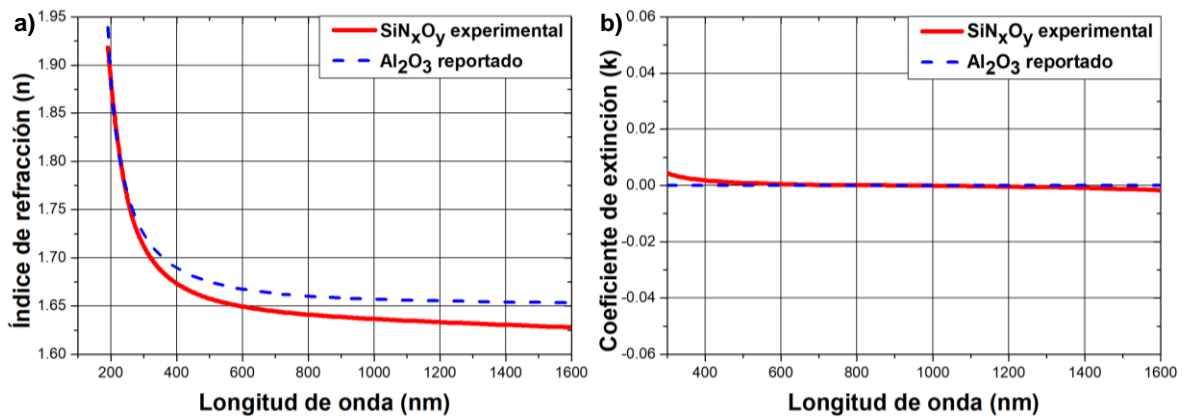 a)
1.95
1.90
1.85
1.80
1.75
1.70
1.65
1.60
Índice de refracción (n)
SiNxOy experimental
Al2O3 reportado
200 400 600 800 1000 1200 1400 1600
Longitud de onda (nm)
b)
0.06
0.04
0.02
0.00
-0.02
-0.04
-0.06
Coeficiente de extinción (k)
SiNxOy experimental
Al2O3 reportado
400 600 800 1000 1200 1400 1600
Longitud de onda (nm)